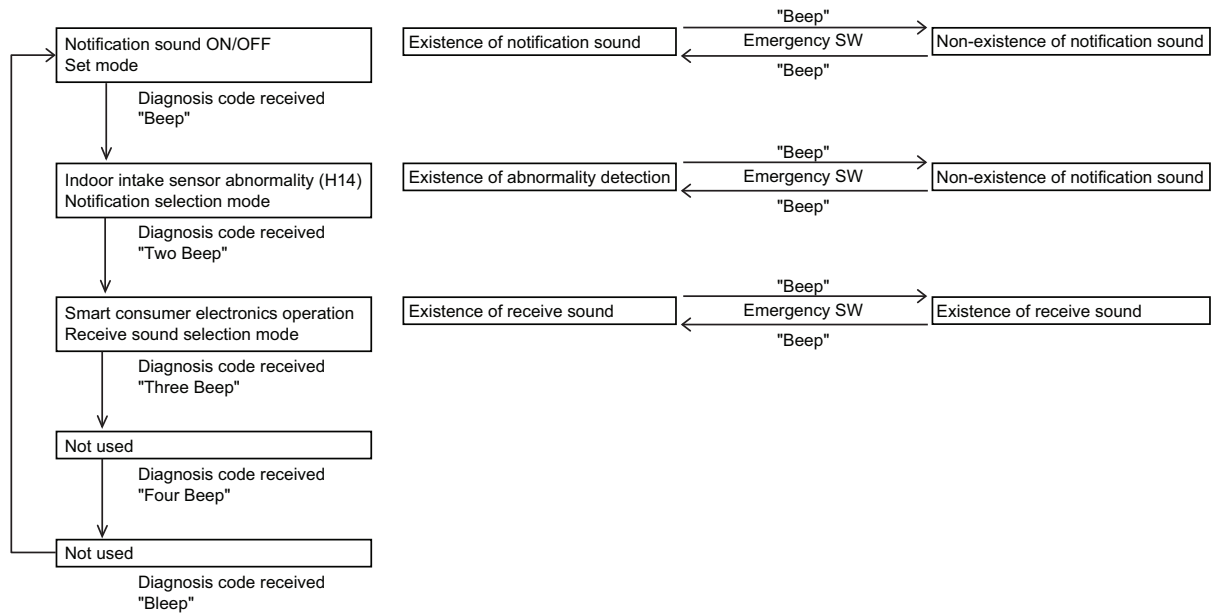 Notification sound ON/OFF
Set mode
Existence of notification sound
"Beep"
Emergency SW
"Beep"
Non-existence of notification sound
Diagnosis code received
"Beep"
Indoor intake sensor abnormality (H14)
Notification selection mode
Existence of abnormality detection
"Beep"
Emergency SW
"Beep"
Non-existence of notification sound
Diagnosis code received
"Two Beep"
Smart consumer electronics operation
Receive sound selection mode
Existence of receive sound
"Beep"
Emergency SW
"Beep"
Existence of receive sound
Diagnosis code received
"Three Beep"
Not used
Diagnosis code received
"Four Beep"
Not used
Diagnosis code received
"Bleep"